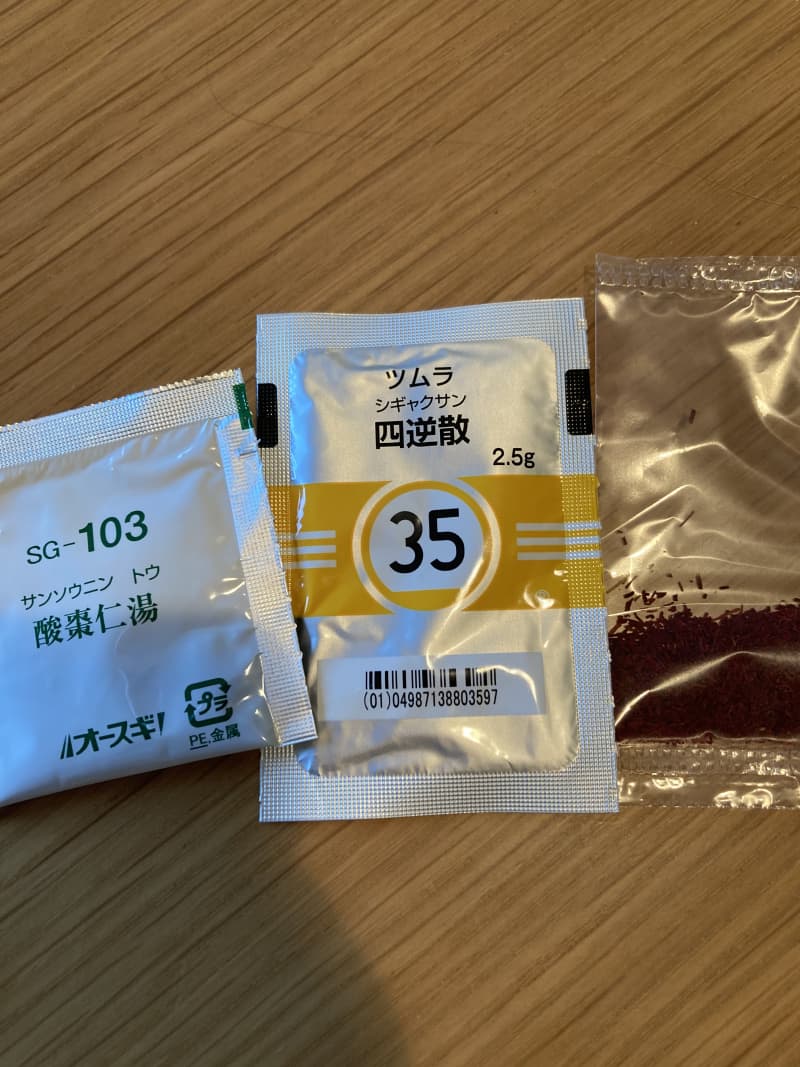 SG-103
サンソウニン トウ
酸棗仁湯
オースギ
プラ
PE,金属
ツムラ
シギャクサン
四逆散
2.5g
35
(01)04987138803597